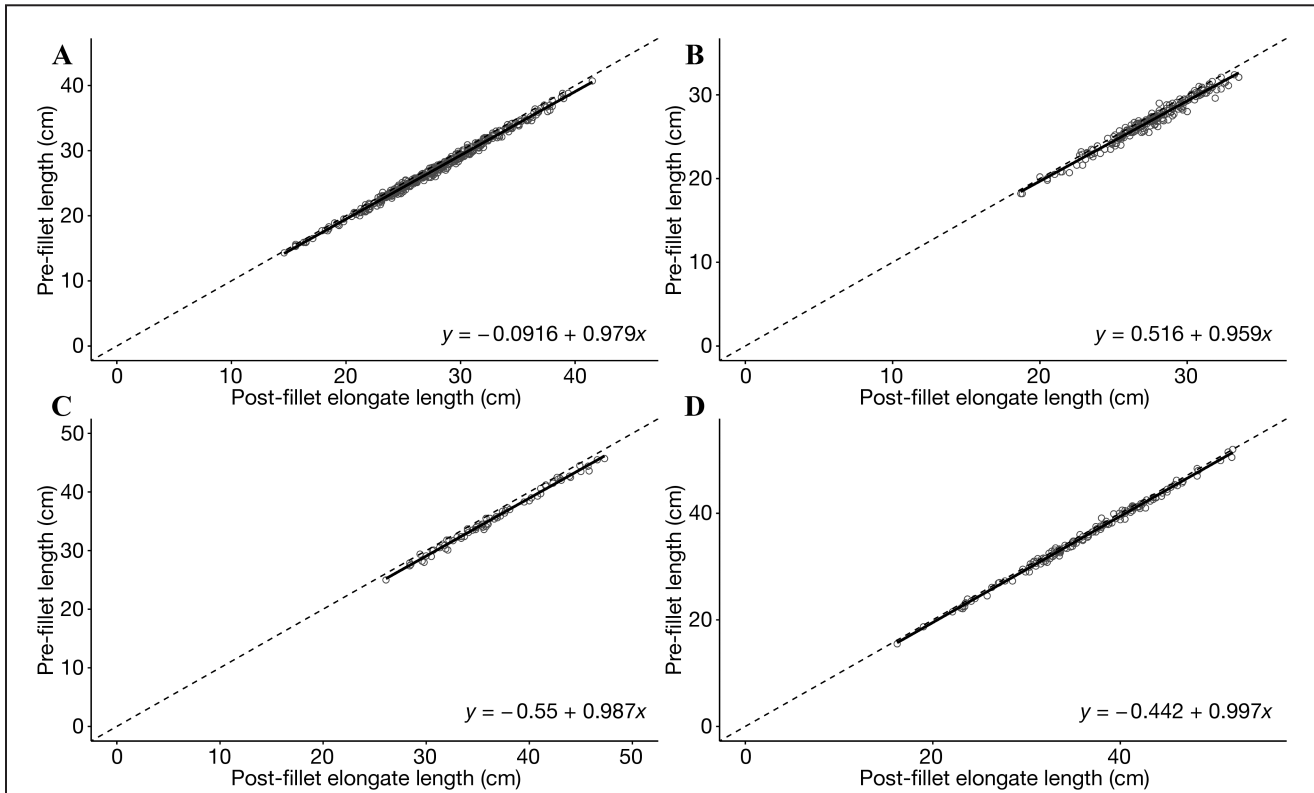 A
Pre-fillet length (cm)
40
30
20
10
0
y = −0.0916 + 0.979x
0 10 20 30 40
Post-fillet elongate length (cm)
B
Pre-fillet length (cm)
30
20
10
0
y = 0.516 + 0.959x
0 10 20 30
Post-fillet elongate length (cm)
C
Pre-fillet length (cm)
50
40
30
20
10
0
y = −0.55 + 0.987x
0 10 20 30 40 50
Post-fillet elongate length (cm)
D
Pre-fillet length (cm)
40
20
0
y = −0.442 + 0.997x
0 20 40
Post-fillet elongate length (cm)